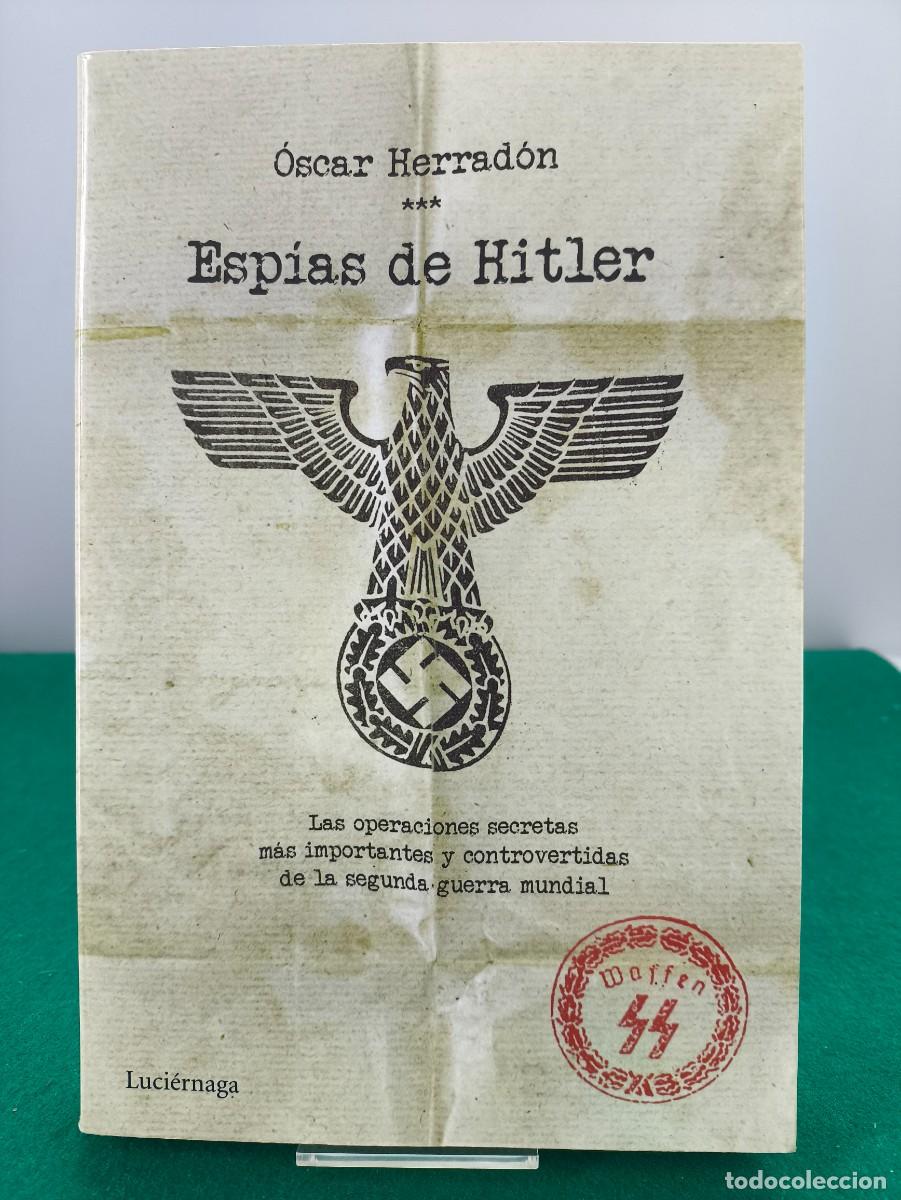 Óscar Herradón
***
Espías de Hitler
Las operaciones secretas
más importantes y controvertidas
de la segunda guerra mundial
Waffen
SS
Luciérnaga
todocoleccion